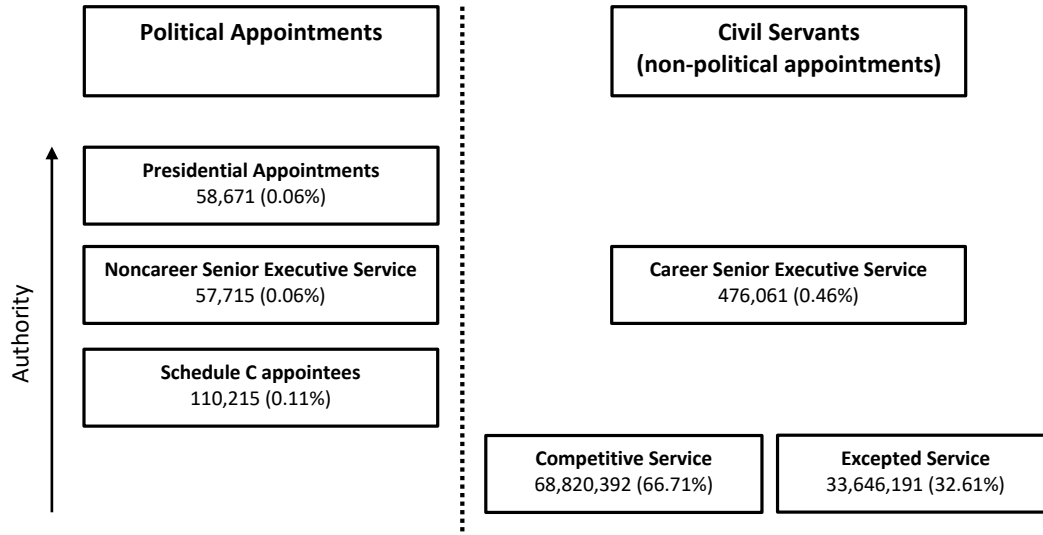 Political Appointments
Civil Servants
(non-political appointments)
Authority
Presidential Appointments
58,671 (0.06%)
Noncareer Senior Executive Service
57,715 (0.06%)
Career Senior Executive Service
476,061 (0.46%)
Schedule C appointees
110,215 (0.11%)
Competitive Service
68,820,392 (66.71%)
Excepted Service
33,646,191 (32.61%)